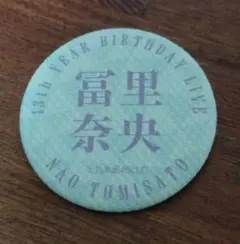 13th YEAR BIRTHDAY LIVE
冨里
奈央
NAO TOMISATO